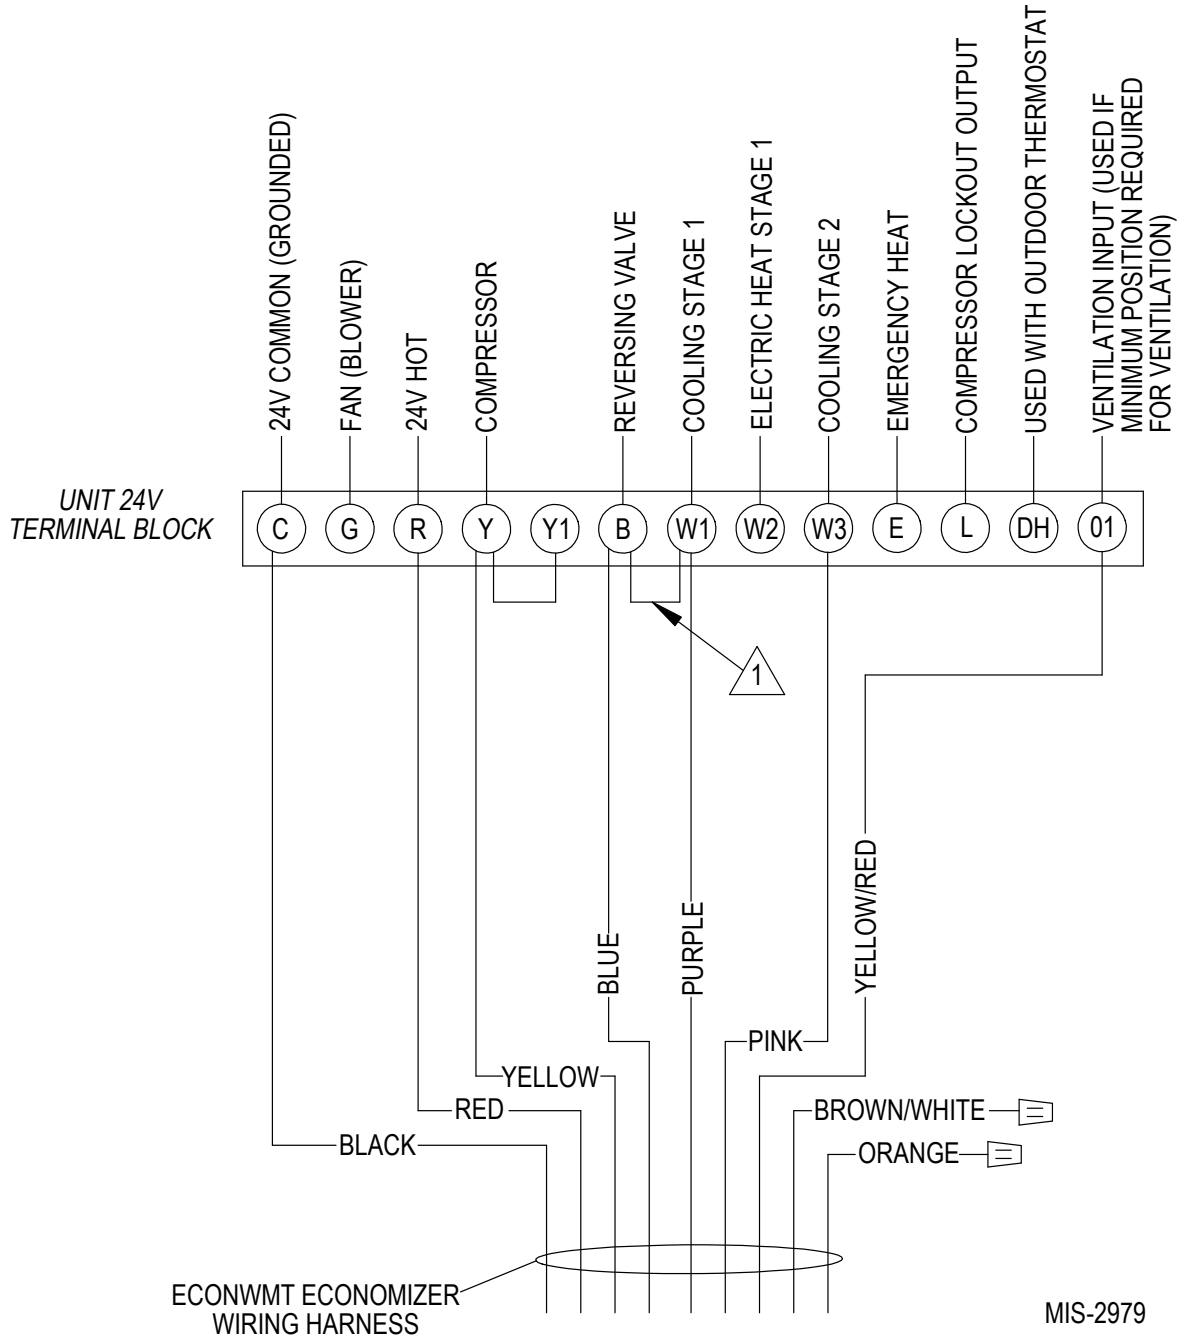 24V COMMON (GROUNDED)
FAN (BLOWER)
24V HOT
COMPRESSOR
REVERSING VALVE
COOLING STAGE 1
ELECTRIC HEAT STAGE 1
COOLING STAGE 2
EMERGENCY HEAT
COMPRESSOR LOCKOUT OUTPUT
USED WITH OUTDOOR THERMOSTAT
VENTILATION INPUT (USED IF
MINIMUM POSITION REQUIRED
FOR VENTILATION)
UNIT 24V
TERMINAL BLOCK
C G R Y Y1 B W1 W2 W3 E L DH 01
1
YELLOW/RED
BLUE
PURPLE
PINK
YELLOW
RED
BROWN/WHITE
BLACK
ORANGE
ECONWMT ECONOMIZER
WIRING HARNESS
MIS-2979